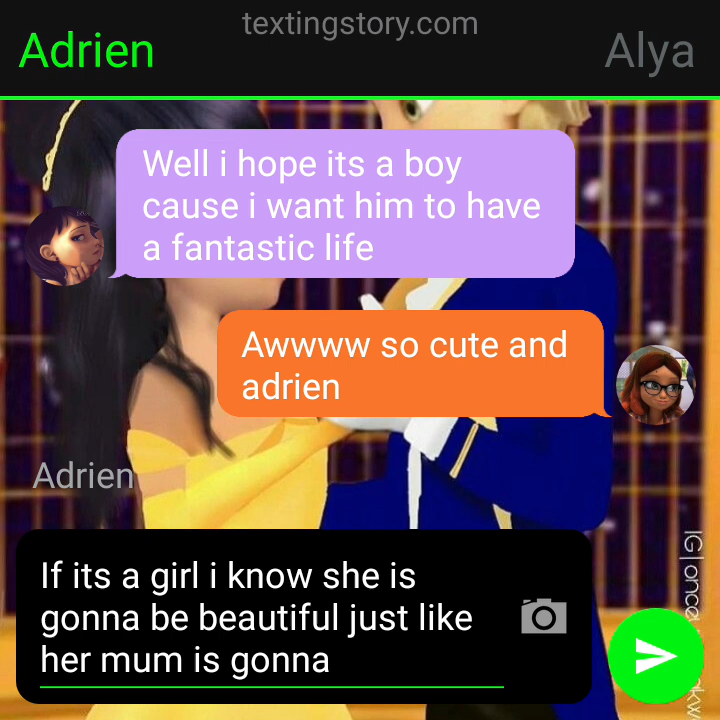 textingstory.com
Adrien
Alya
Well i hope its a boy
cause i want him to have
a fantastic life
Awwww so cute and
adrien
Adrien
If its a girl i know she is
gonna be beautiful just like
her mum is gonna